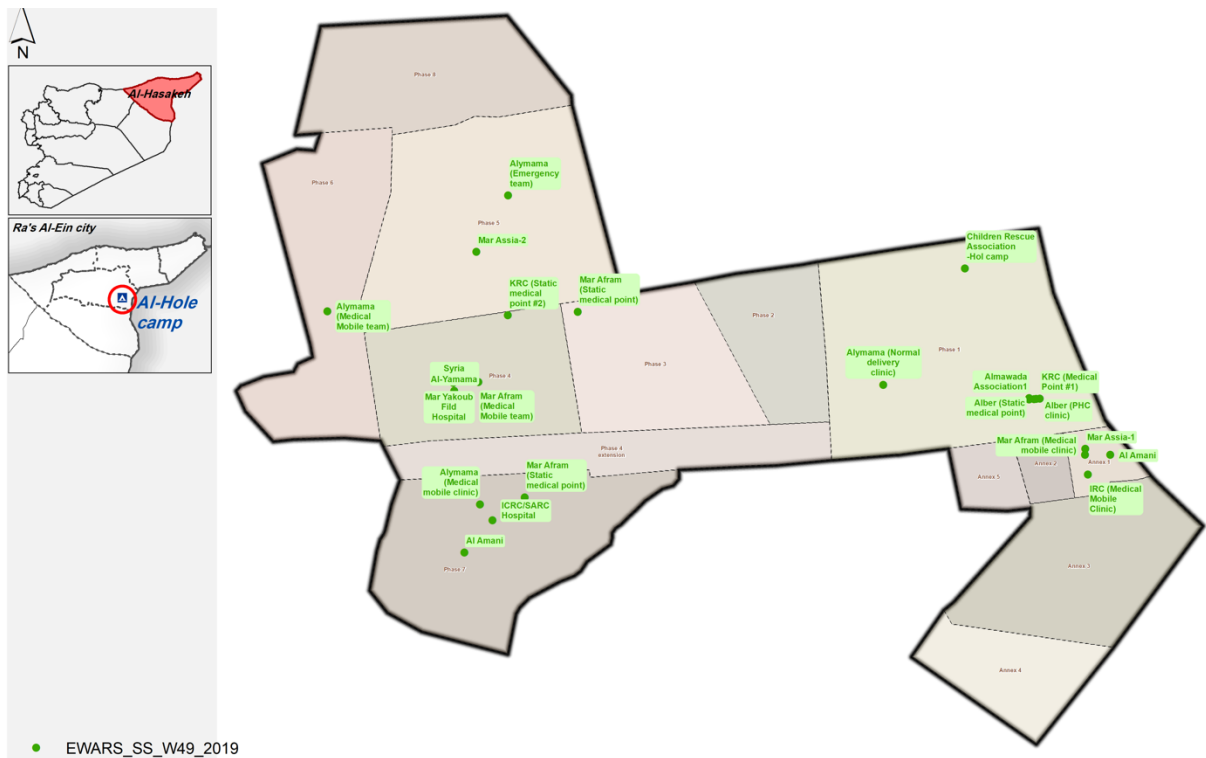 N
Al-Hasakeh
Ra's Al-Ein city
Al-Hole
camp
EWARS_SS_W49_2019
Phase 8
Phase 6
Alymama
(Emergency
team)
Phase 5
Mar Assia-2
KRC (Static
medical
point #2)
Mar Afram
(Static
medical point)
Alymama
(Medical
Mobile team)
Syria
Al-Yamama
Phase 4
Mar Yakoub
Fild
Hospital
Mar Afram
(Medical
Mobile team)
Phase 3
Phase 2
Phase 4
extension
Children Rescue
Association
-Hol camp
Phase 1
Alymama (Normal
delivery
clinic)
Almawada
Association1
KRC (Medical
Point #1)
Alber (Static
medical point)
Alber (PHC
clinic)
Mar Afram (Medical
mobile clinic)
Mar Assia-1
Al Amani
Annex 5
Annex 2
Annex 1
IRC (Medical
Mobile
Clinic)
Alymama
(Medical
mobile clinic)
Mar Afram
(Static
medical point)
ICRC/SARC
Hospital
Al Amani
Phase 7
Annex 3
Annex 4